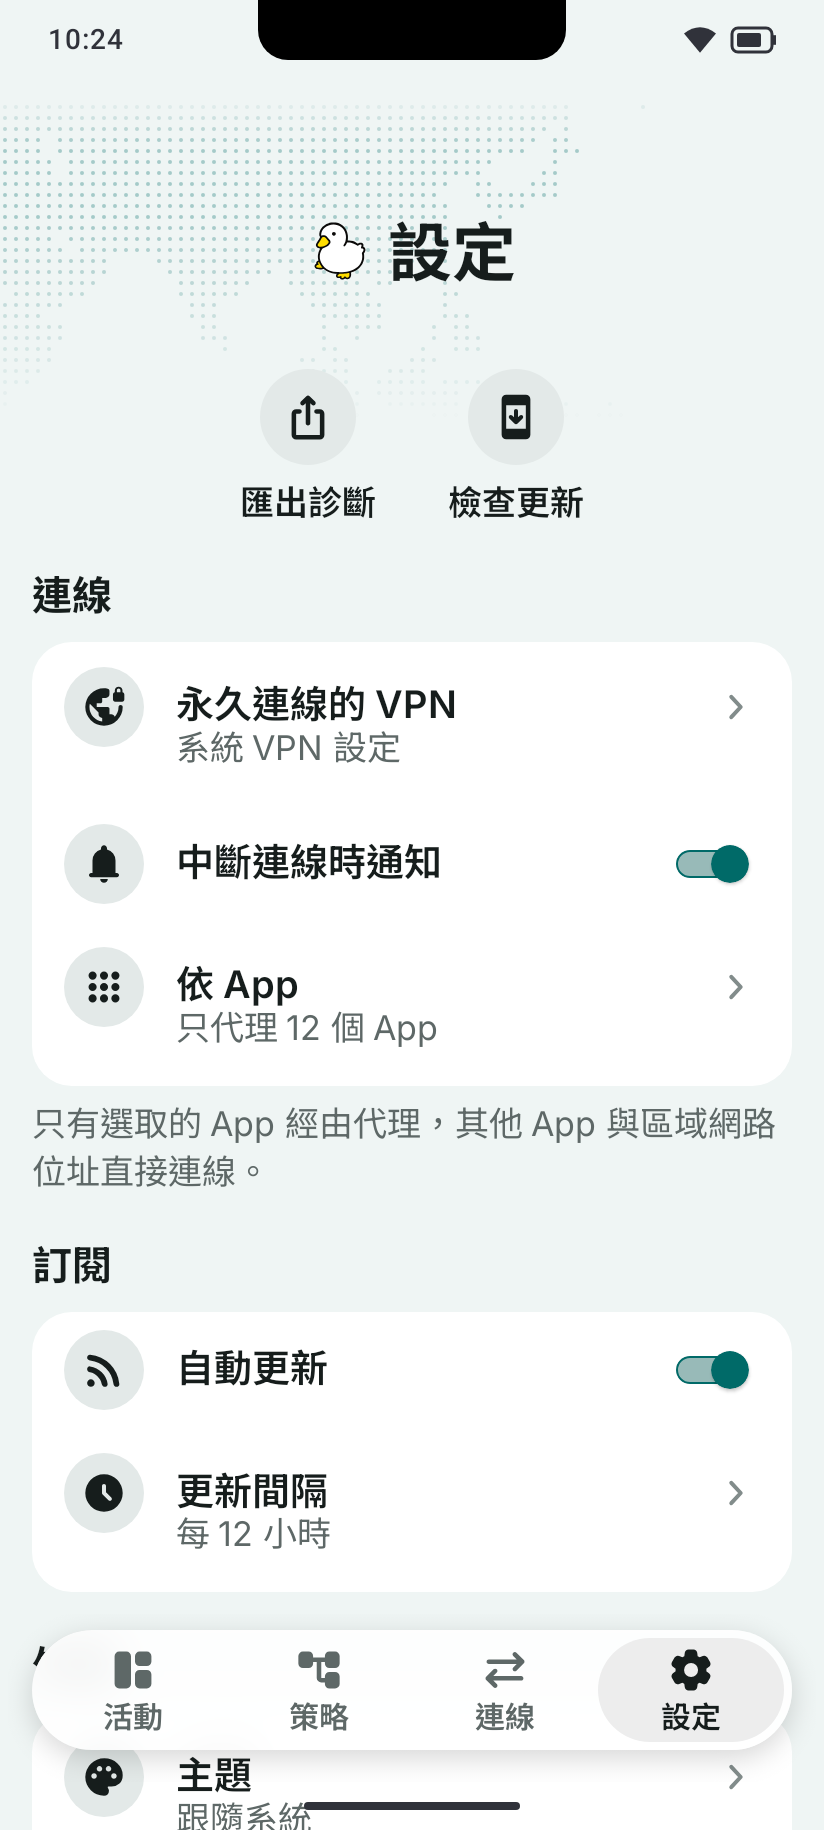 10:24
設定
匯出診斷
檢查更新
連線
永久連線的 VPN
系統 VPN 設定
中斷連線時通知
依 App
只代理 12 個 App
只有選取的 App 經由代理，其他 App 與區域網路
位址直接連線。
訂閱
自動更新
更新間隔
每 12 小時
活動
策略
連線
設定
主題
跟隨系統